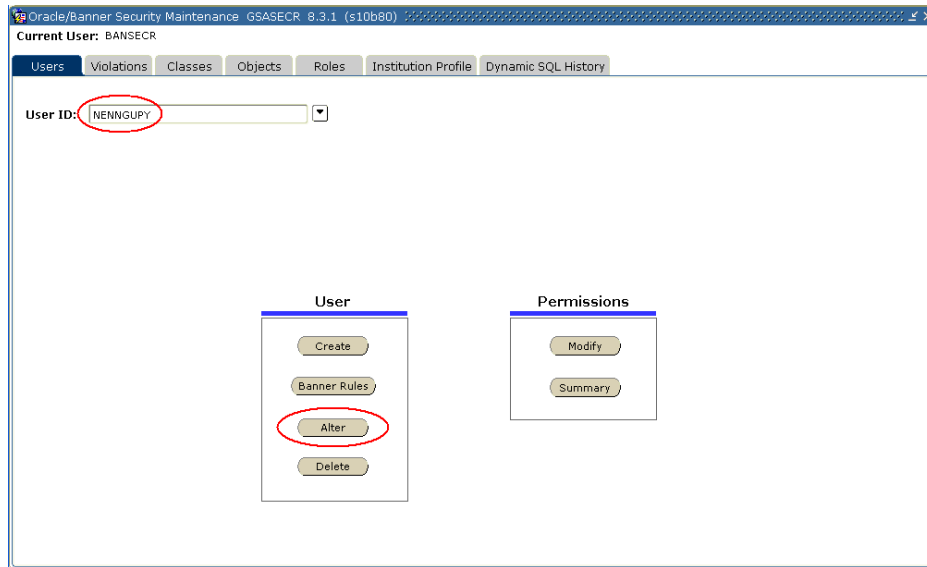 Oracle/Banner Security Maintenance GSASECR 8.3.1 (s10b80)
Current User: BANSECR
Users Violations Classes Objects Roles Institution Profile Dynamic SQL History
User ID: NENNGUPY
User Permissions
Create Modify
Banner Rules Summary
Alter
Delete